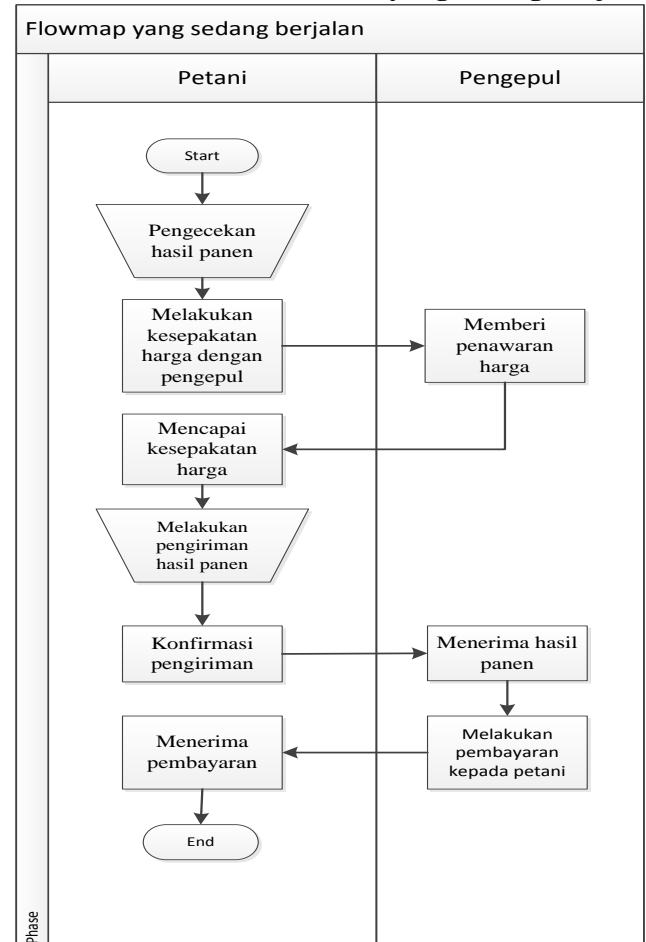 Flowmap yang sedang berjalan
Petani
Pengepul
Start
Pengecekan
hasil panen
Melakukan
kesepakatan
harga dengan
pengepul
Memberi
penawaran
harga
Mencapai
kesepakatan
harga
Melakukan
pengiriman
hasil panen
Konfirmasi
pengiriman
Menerima hasil
panen
Melakukan
pembayaran
kepada petani
Menerima
pembayaran
End
Phase